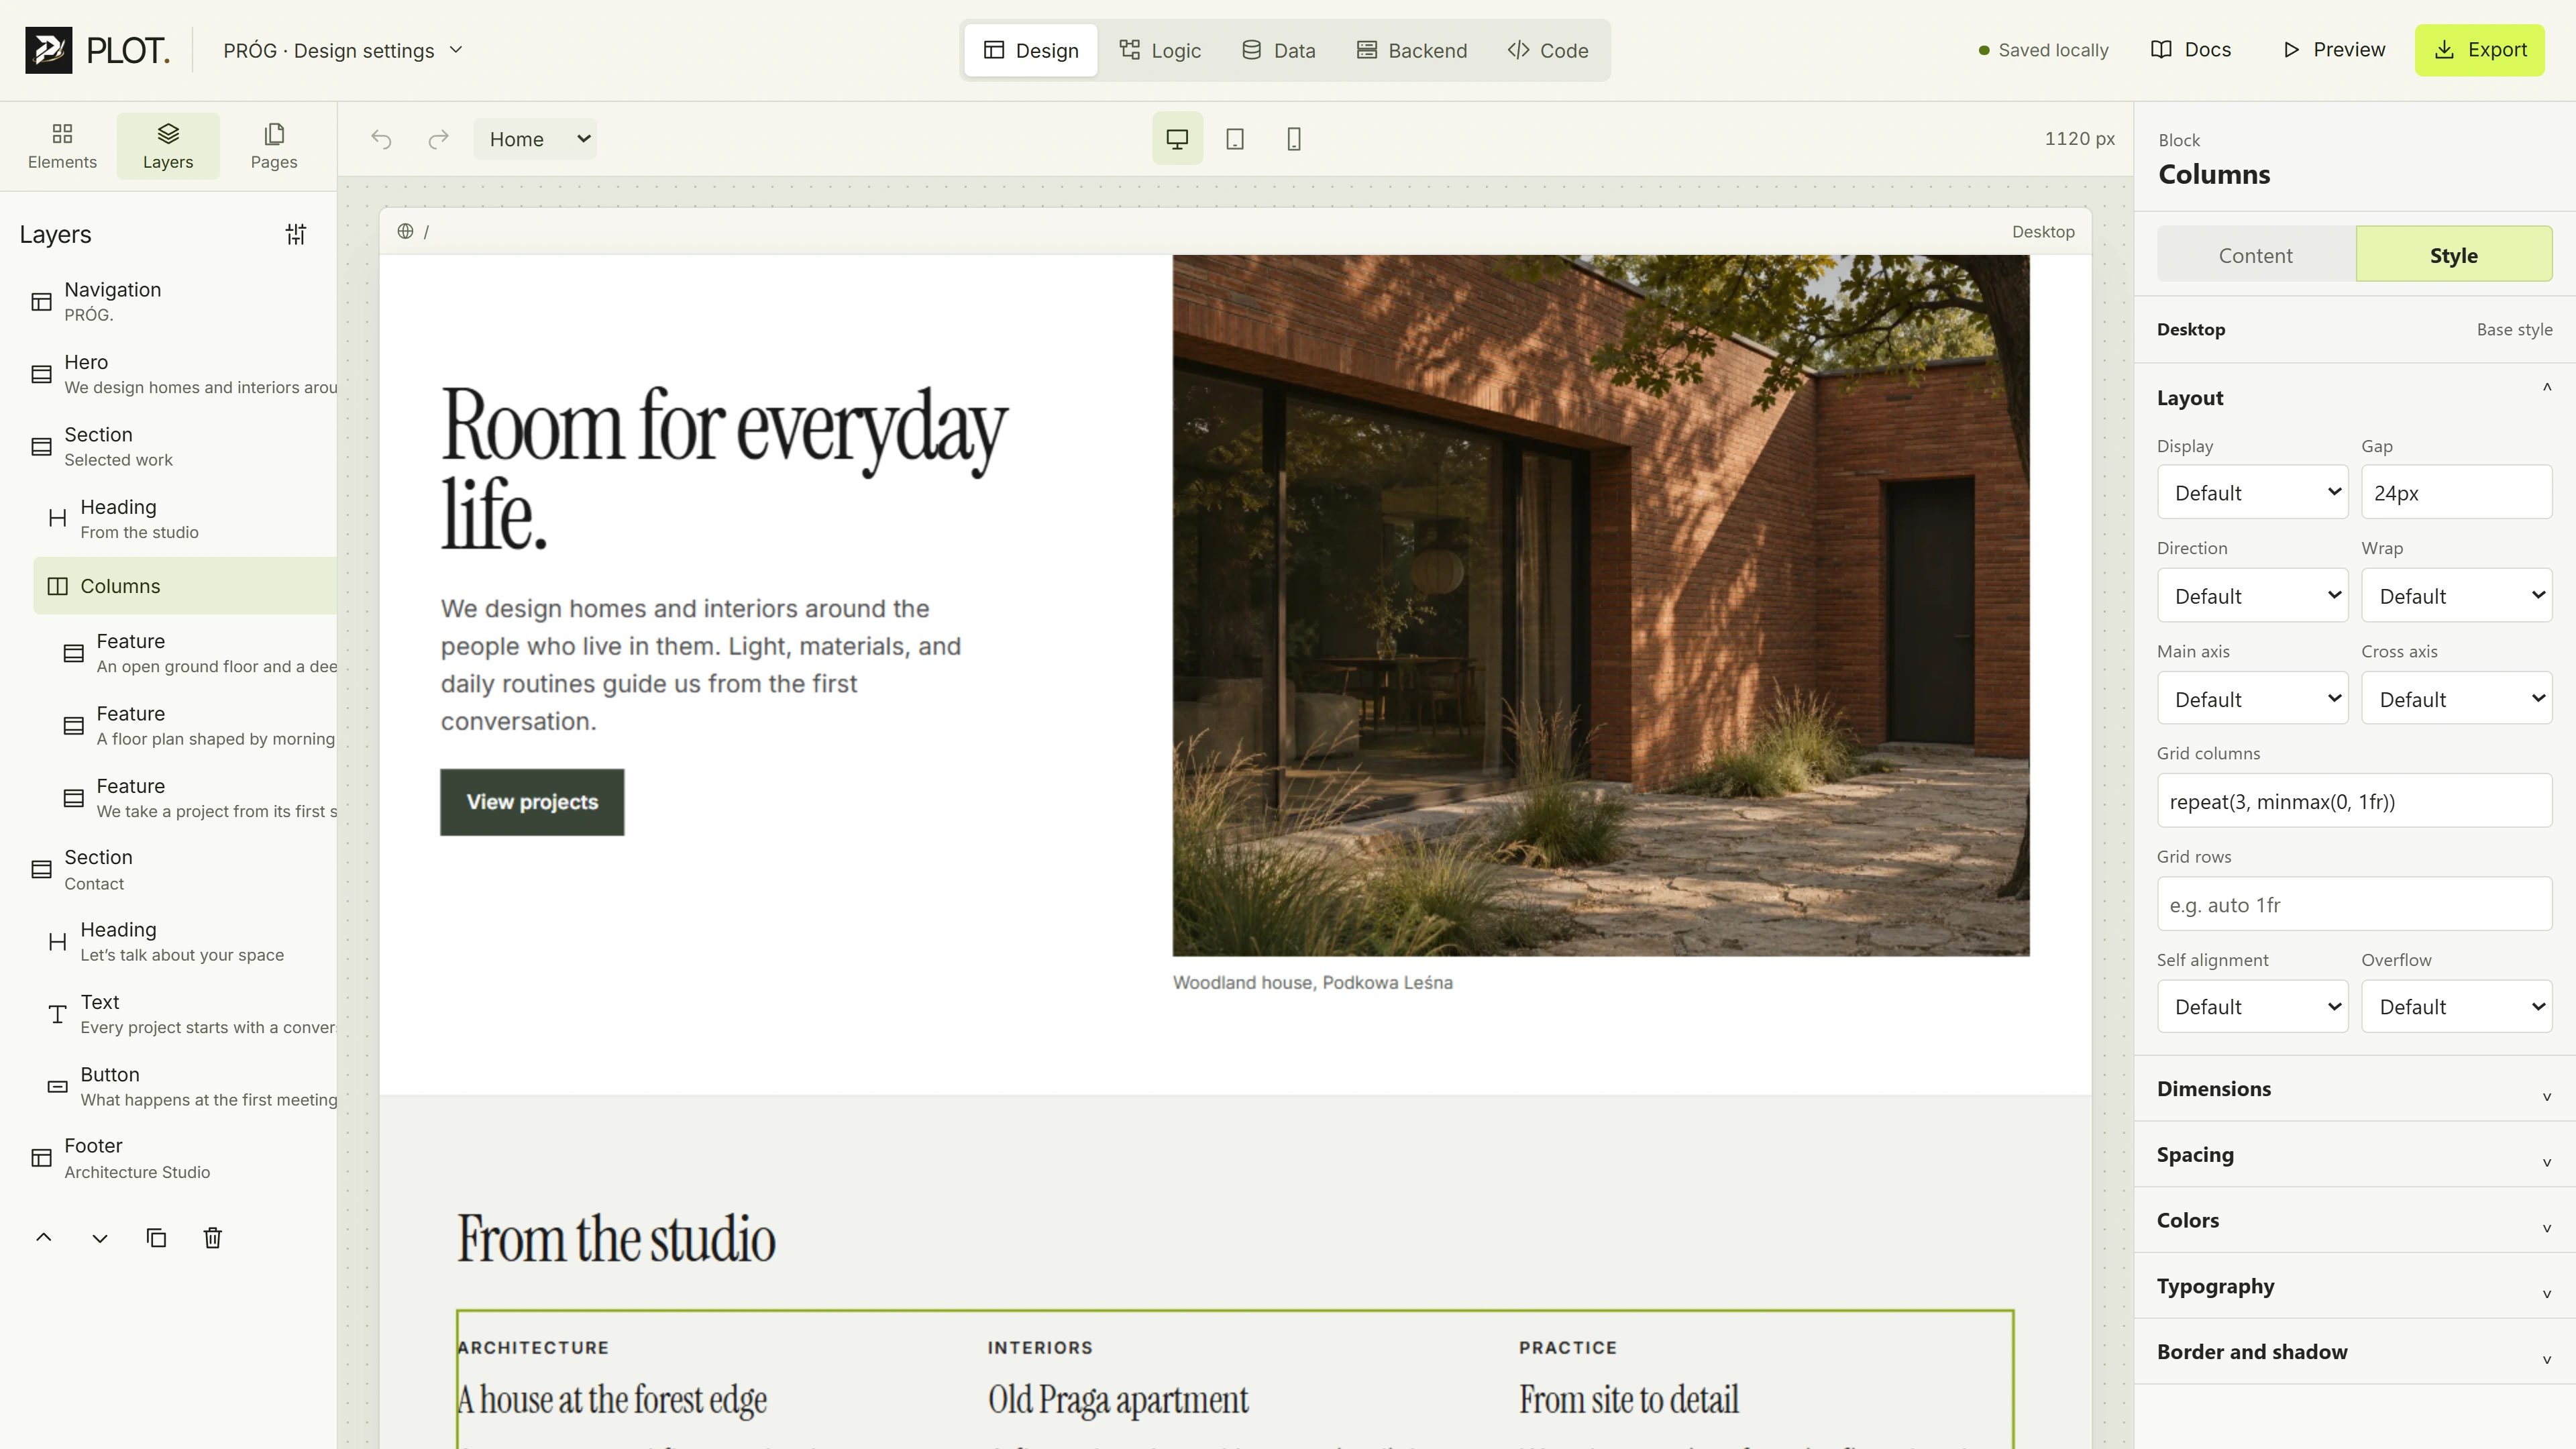 PLOT.
PRÓG · Design settings
Design
Logic
Data
Backend
Code
Saved locally
Docs
Preview
Export
Elements
Layers
Pages
Home
1120 px
Layers
Navigation
PRÓG.
Hero
We design homes and interiors arou
Section
Selected work
Heading
From the studio
Columns
Feature
An open ground floor and a dee
Feature
A floor plan shaped by morning
Feature
We take a project from its first s
Section
Contact
Heading
Let's talk about your space
Text
Every project starts with a conver
Button
What happens at the first meeting
Footer
Architecture Studio
/
Desktop
Room for everyday
life.
We design homes and interiors around the
people who live in them. Light, materials, and
daily routines guide us from the first
conversation.
View projects
Woodland house, Podkowa Leśna
From the studio
ARCHITECTURE
A house at the forest edge
INTERIORS
Old Praga apartment
PRACTICE
From site to detail
Block
Columns
Content
Style
Desktop
Base style
Layout
Display
Gap
Default
24px
Direction
Wrap
Default
Default
Main axis
Cross axis
Default
Default
Grid columns
repeat(3, minmax(0, 1fr))
Grid rows
e.g. auto 1fr
Self alignment
Overflow
Default
Default
Dimensions
Spacing
Colors
Typography
Border and shadow